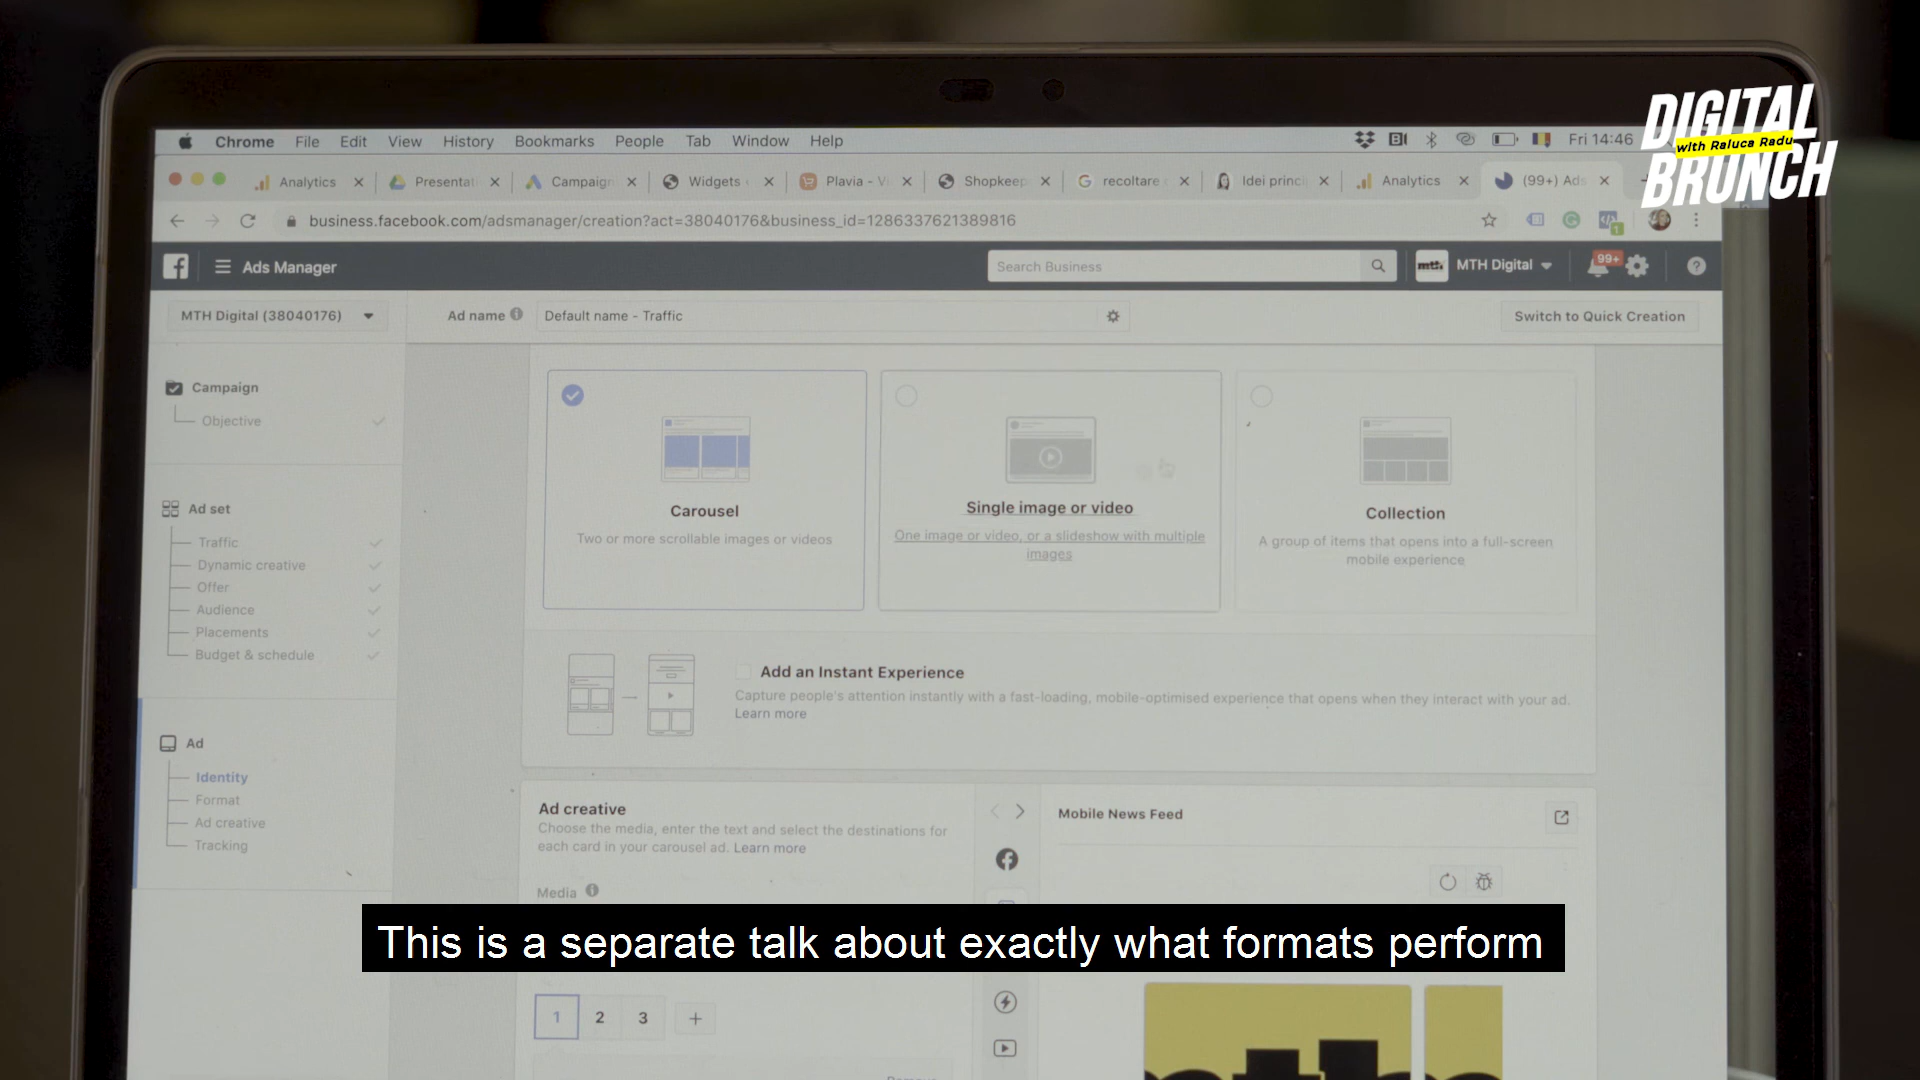 DIGITAL
with Raluca Radu
BRUNCH
Chrome File Edit View History Bookmarks People Tab Window Help Fri 14:46
Analytics Presentati Campaign Widgets Plavia - V Shopkeep recoltare Idei princi Analytics (99+) Ads
business.facebook.com/adsmanager/creation?act=38040176&business_id=1286337621389816
Ads Manager Search Business MTH Digital 99+
MTH Digital (38040176) Ad name Default name - Traffic Switch to Quick Creation
Campaign
Objective
Ad set
Traffic
Dynamic creative
Offer
Audience
Placements
Budget & schedule
Ad
Identity
Format
Ad creative
Tracking
Carousel
Two or more scrollable images or videos
Single image or video
One image or video, or a slideshow with multiple
images
Collection
A group of items that opens into a full-screen
mobile experience
Add an Instant Experience
Capture people's attention instantly with a fast-loading, mobile-optimised experience that opens when they interact with your ad.
Learn more
Ad creative
Choose the media, enter the text and select the destinations for
each card in your carousel ad. Learn more
Media
Mobile News Feed
This is a separate talk about exactly what formats perform
1 2 3 +